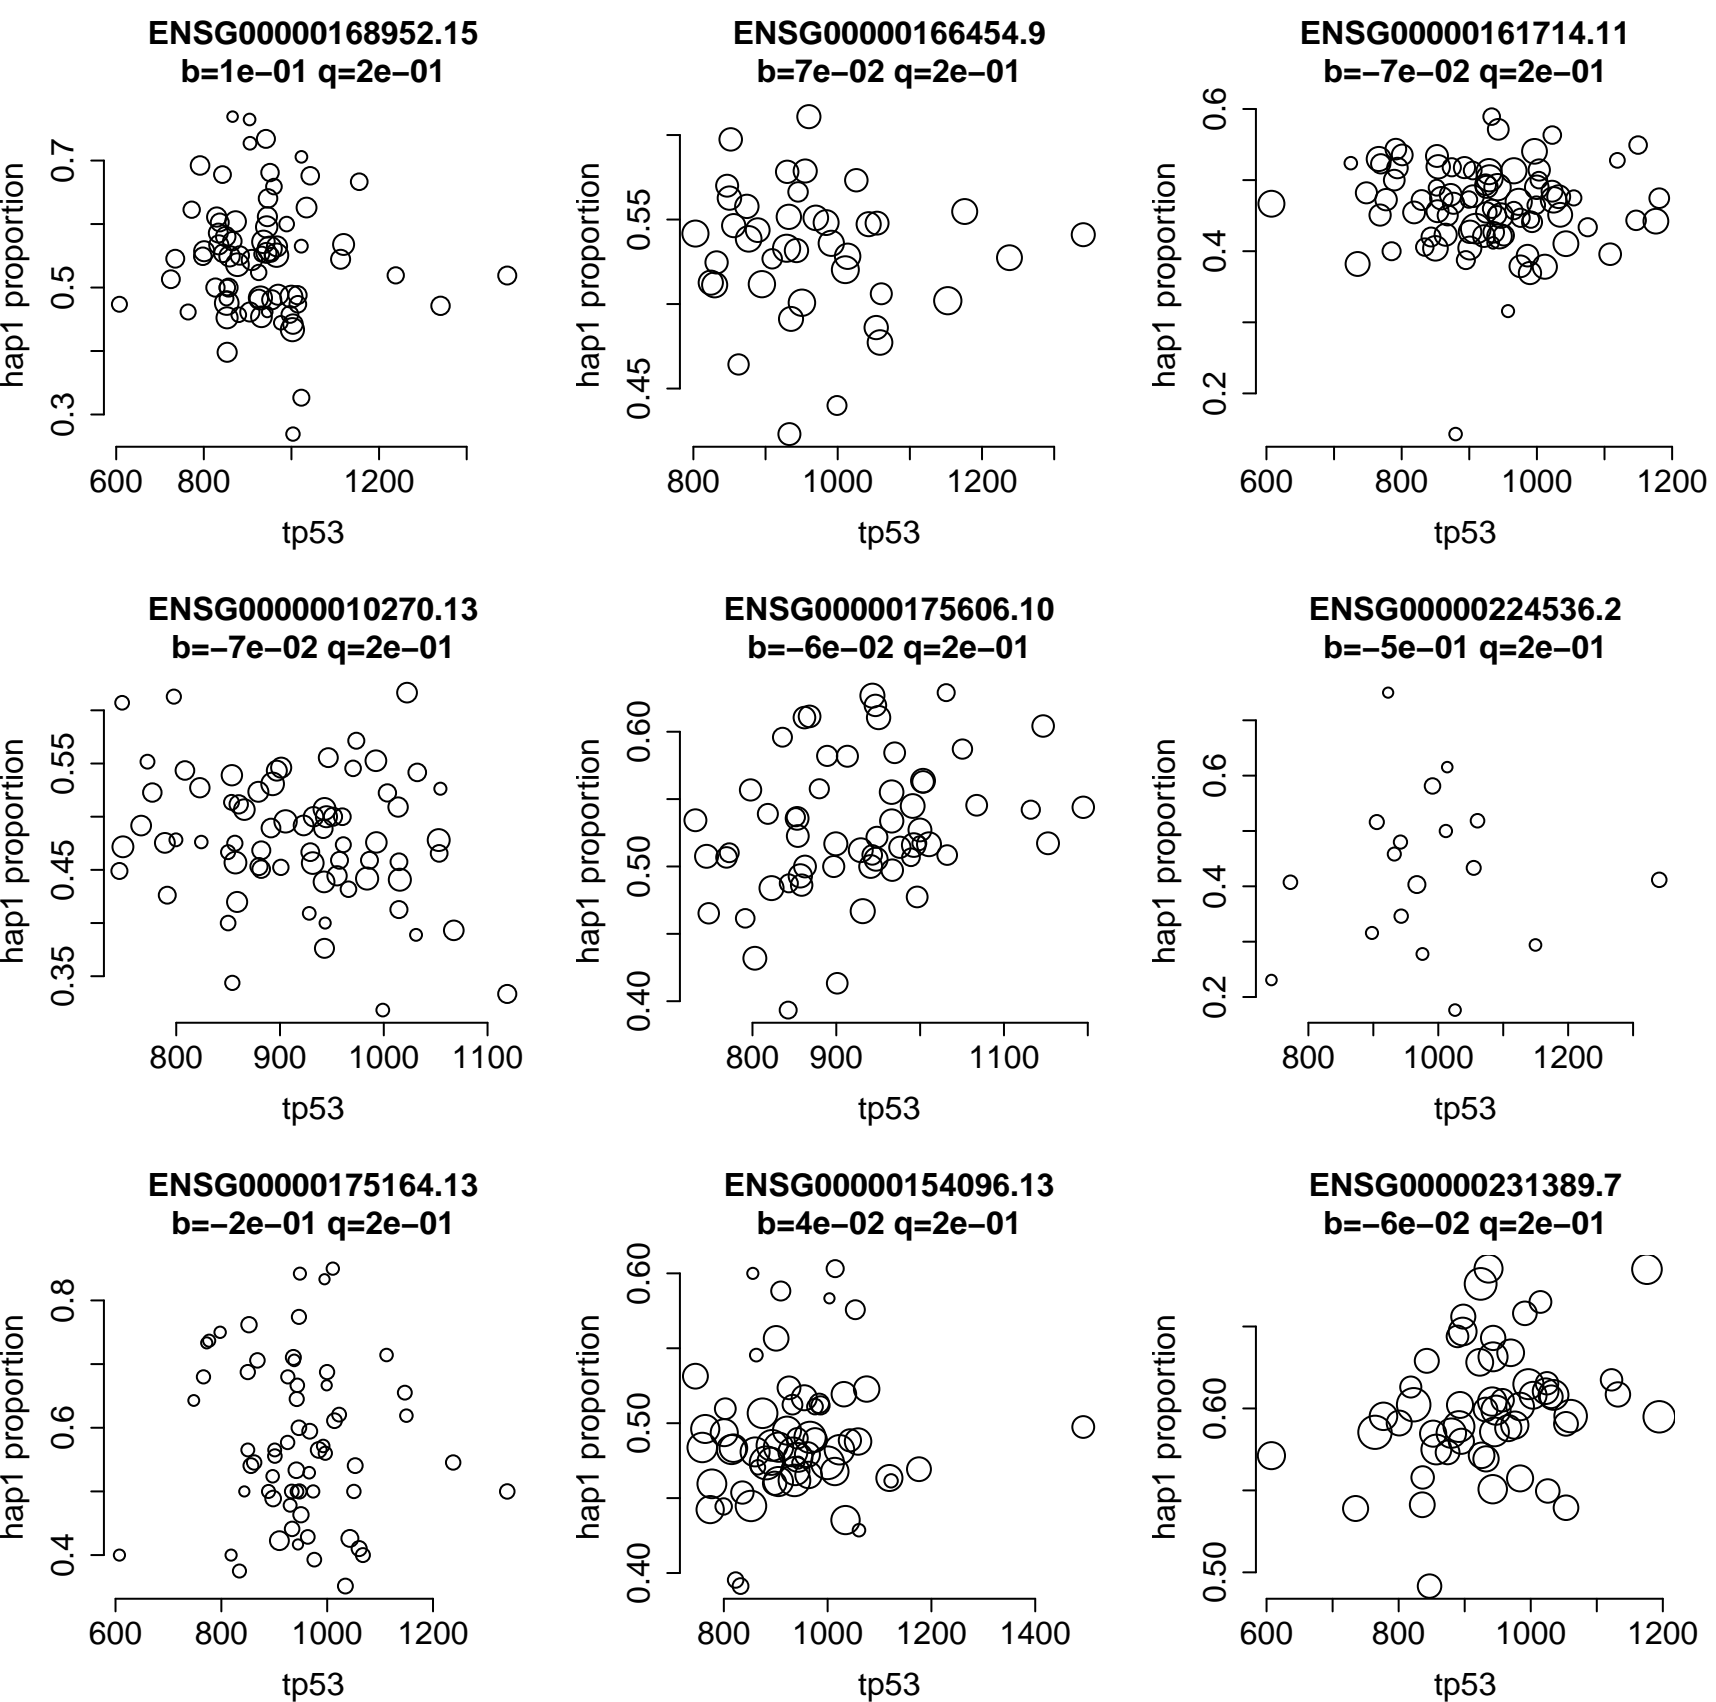 ENSG00000168952.15
b=1e−01 q=2e−01
hap1 proportion
0.7
0.5
0.3
600 800 1200
tp53
ENSG00000166454.9
b=7e−02 q=2e−01
hap1 proportion
0.55
0.45
800 1000 1200
tp53
ENSG00000161714.11
b=−7e−02 q=2e−01
hap1 proportion
0.6
0.4
0.2
600 800 1000 1200
tp53
ENSG00000010270.13
b=−7e−02 q=2e−01
hap1 proportion
0.55
0.45
0.35
800 900 1000 1100
tp53
ENSG00000175606.10
b=−6e−02 q=2e−01
hap1 proportion
0.60
0.50
0.40
800 900 1100
tp53
ENSG00000224536.2
b=−5e−01 q=2e−01
hap1 proportion
0.6
0.4
0.2
800 1000 1200
tp53
ENSG00000175164.13
b=−2e−01 q=2e−01
hap1 proportion
0.8
0.6
0.4
600 800 1000 1200
tp53
ENSG00000154096.13
b=4e−02 q=2e−01
hap1 proportion
0.60
0.50
0.40
800 1000 1200 1400
tp53
ENSG00000231389.7
b=−6e−02 q=2e−01
hap1 proportion
0.60
0.50
600 800 1000 1200
tp53